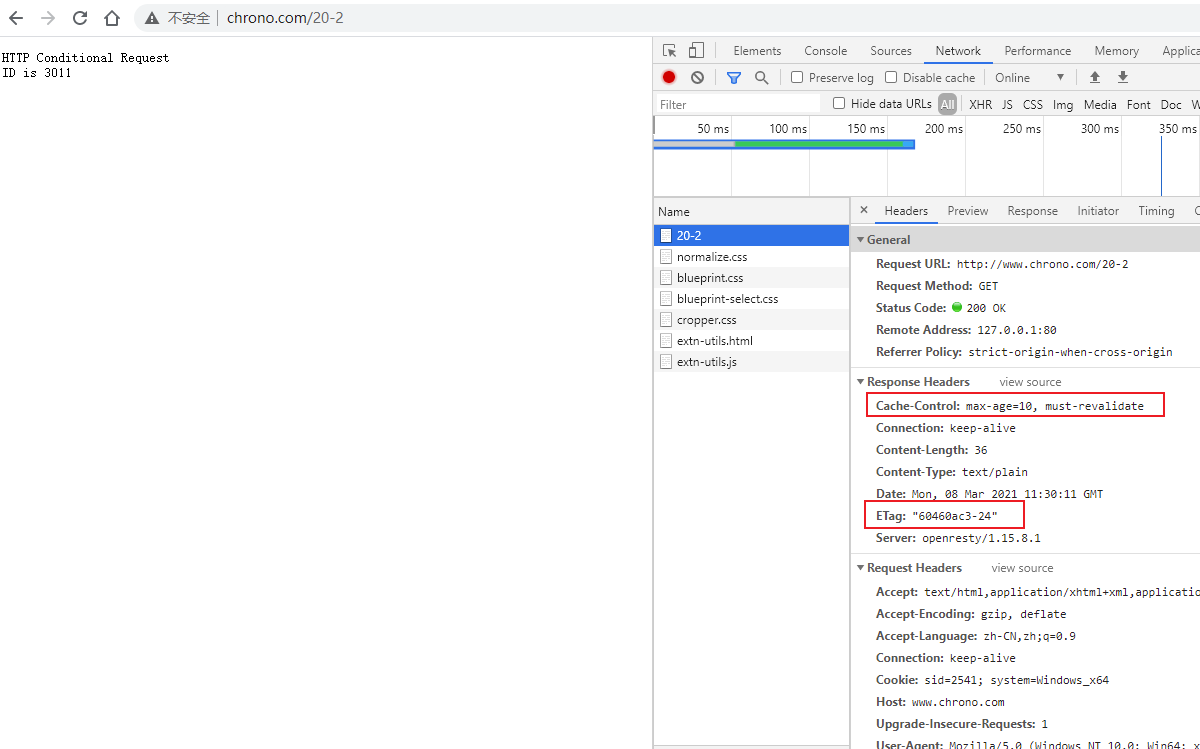 不安全 chrono.com/20-2
HTTP Conditional Request
ID is 3011
Elements Console Sources Network Performance Memory Applica
Preserve log Disable cache Online
Filter Hide data URLs All XHR JS CSS Img Media Font Doc W
50 ms 100 ms 150 ms 200 ms 250 ms 300 ms 350 ms
Name
20-2
normalize.css
blueprint.css
blueprint-select.css
cropper.css
extn-utils.html
extn-utils.js
Headers Preview Response Initiator Timing C
General
Request URL: http://www.chrono.com/20-2
Request Method: GET
Status Code: 200 OK
Remote Address: 127.0.0.1:80
Referrer Policy: strict-origin-when-cross-origin
Response Headers view source
Cache-Control: max-age=10, must-revalidate
Connection: keep-alive
Content-Length: 36
Content-Type: text/plain
Date: Mon, 08 Mar 2021 11:30:11 GMT
ETag: "60460ac3-24"
Server: openresty/1.15.8.1
Request Headers view source
Accept: text/html,application/xhtml+xml,applicatio
Accept-Encoding: gzip, deflate
Accept-Language: zh-CN,zh;q=0.9
Connection: keep-alive
Cookie: sid=2541; system=Windows_x64
Host: www.chrono.com
Upgrade-Insecure-Requests: 1
User-Agent: Mozilla/5.0 (Windows NT 10.0; Win64; x